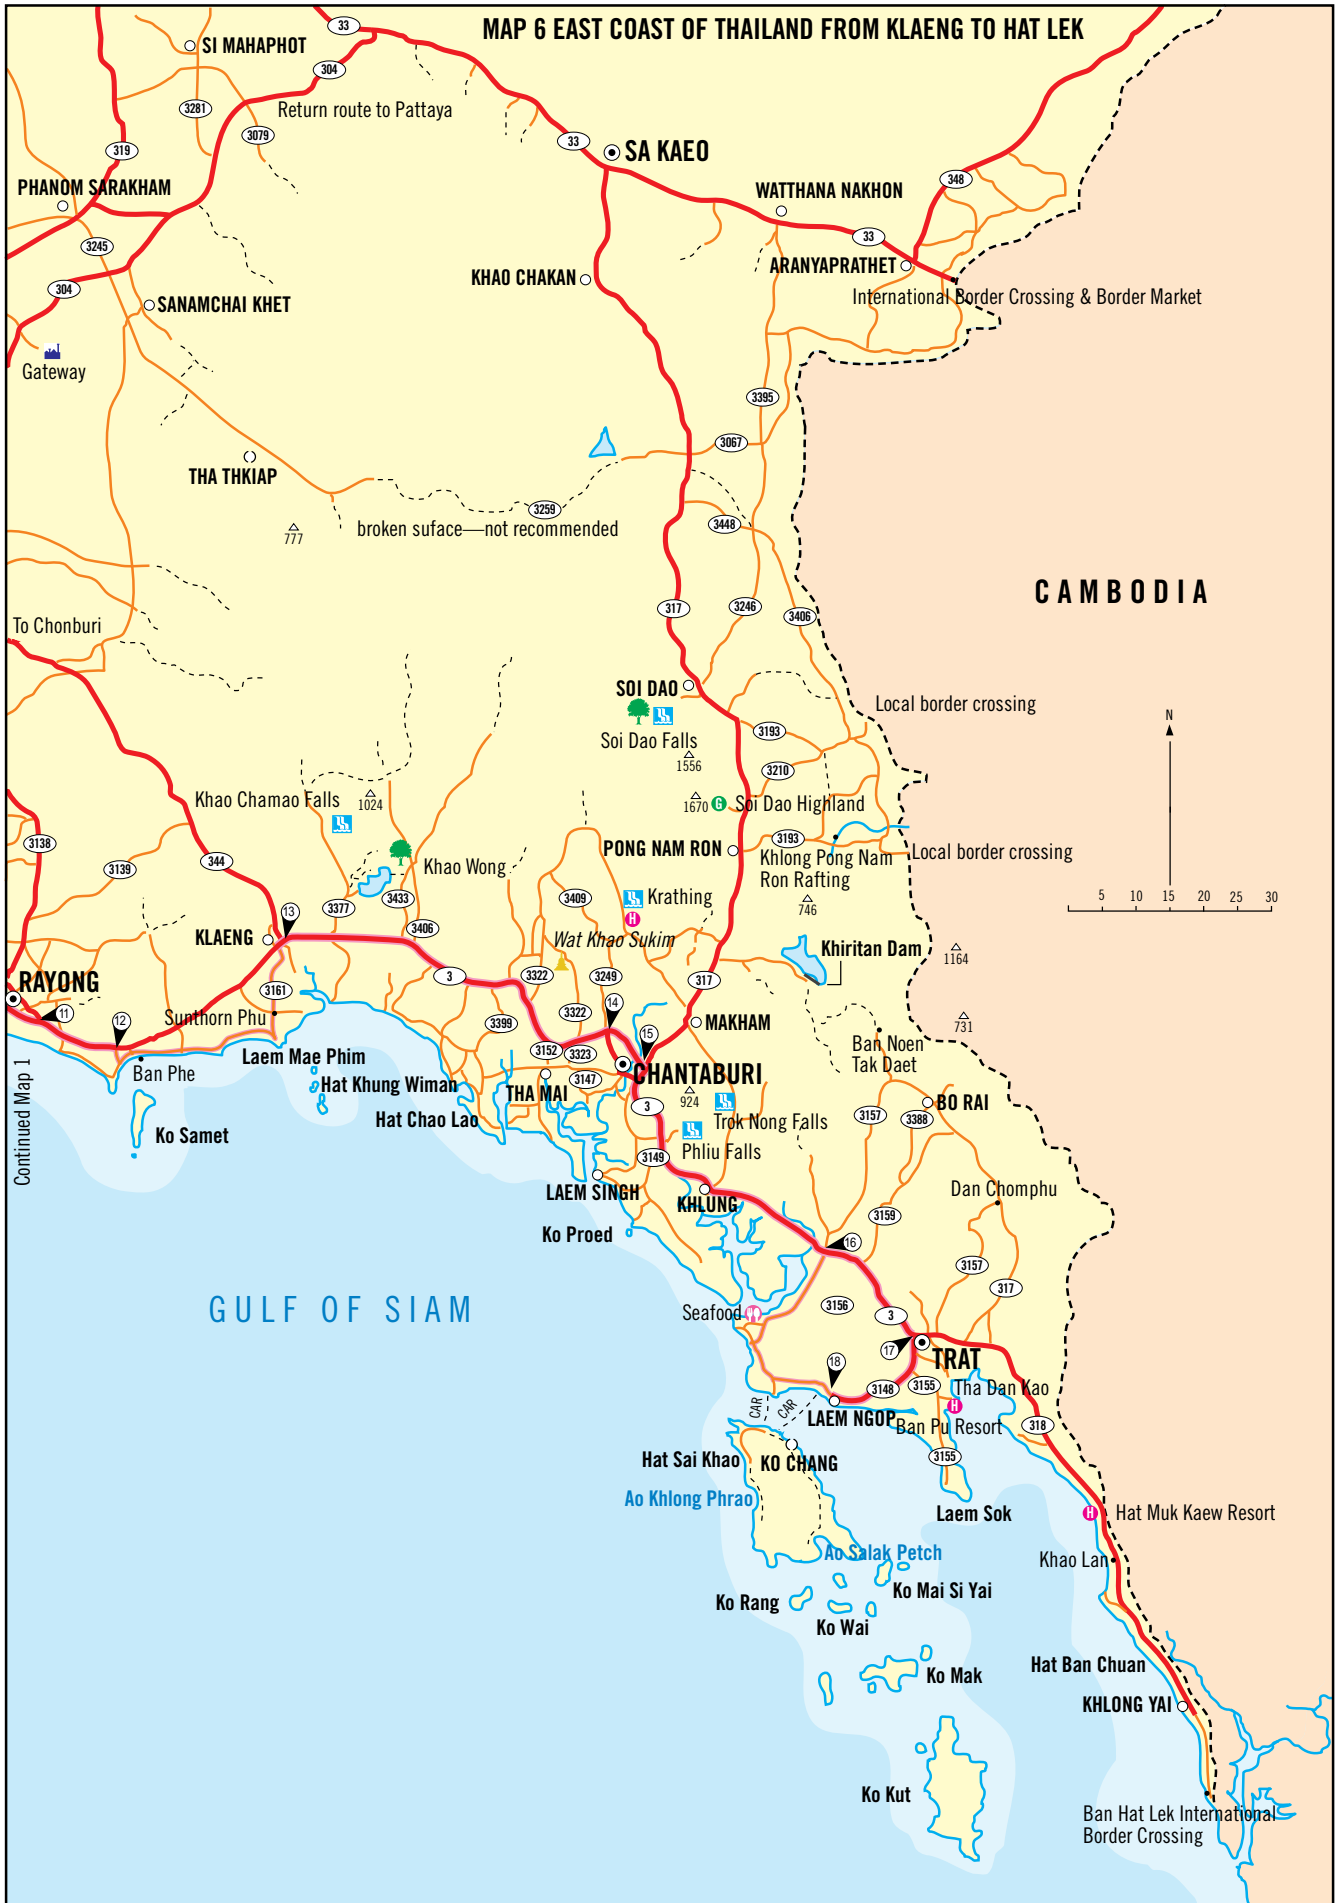 MAP 6 EAST COAST OF THAILAND FROM KLAENG TO HAT LEK
33
SI MAHAPHOT
304
3281
Return route to Pattaya
3079
33
319
SA KAEO
348
PHANOM SARAKHAM
WATTHANA NAKHON
33
3245
ARANYAPRATHET
KHAO CHAKAN
304
International Border Crossing & Border Market
SANAMCHAI KHET
Gateway
3395
3067
THA THKIAP
3259
broken suface—not recommended
777
3448
CAMBODIA
3246
317
3406
To Chonburi
SOI DAO
Local border crossing
N
3193
Soi Dao Falls
1556
3210
Khao Chamao Falls
1024
1670
G
Soi Dao Highland
3138
3193
PONG NAM RON
Local border crossing
344
3139
Khao Wong
Khlong Pong Nam
Ron Rafting
3433
3409
Krathing
5 10 15 20 25 30
3377
746
13
H
3406
KLAENG
Wat Khao Sukim
Khiritan Dam
1164
3
3322
3249
317
RAYONG
3161
11
Sunthorn Phu
3322
14
12
3399
MAKHAM
731
15
Ban Noen
Tak Daet
3152
3323
Laem Mae Phim
Ban Phe
CHANTABURI
Continued Map 1
Hat Khung Wiman
3147
THA MAI
924
BO RAI
3
3157
3388
Hat Chao Lao
Trok Nong Falls
Ko Samet
Phliu Falls
3149
LAEM SINGH
KHLUNG
Dan Chomphu
3159
Ko Proed
16
3157
317
GULF OF SIAM
Seafood
3156
3
17
TRAT
18
3148
3155
Tha Dan Kao
CAR
CAR
H
LAEM NGOP
Ban Pu Resort
318
Hat Sai Khao
KO CHANG
3155
Ao Khlong Phrao
Laem Sok
H
Hat Muk Kaew Resort
Ao Salak Petch
Khao Lan
Ko Mai Si Yai
Ko Rang
Ko Wai
Hat Ban Chuan
Ko Mak
KHLONG YAI
Ko Kut
Ban Hat Lek International
Border Crossing